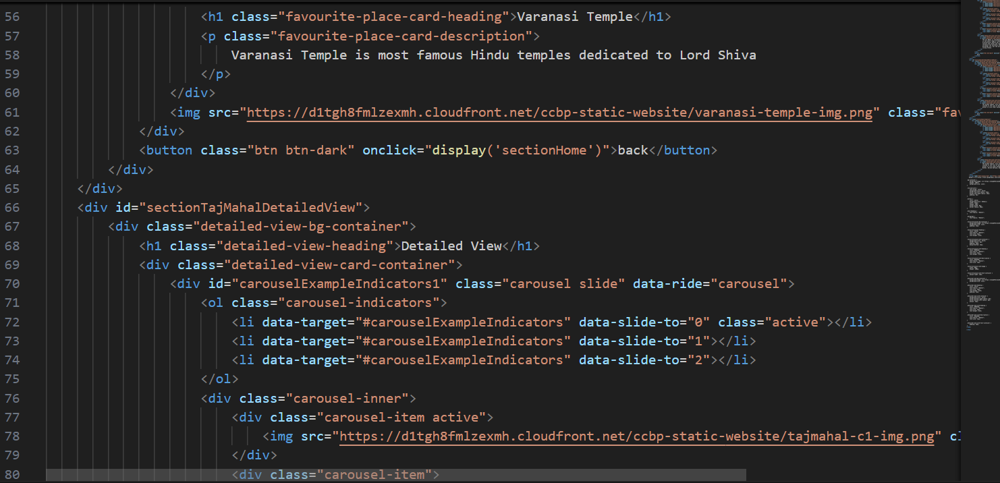 56 <h1 class="favourite-place-card-heading">Varanasi Temple</h1>
57 <p class="favourite-place-card-description">
58 Varanasi Temple is most famous Hindu temples dedicated to Lord Shiva
59 </p>
60 </div>
61 <img src="https://d1tgh8fmlzexmh.cloudfront.net/ccbp-static-website/varanasi-temple-img.png" class="fav
62 </div>
63 <button class="btn btn-dark" onclick="display('sectionHome')">back</button>
64 </div>
65 </div>
66 <div id="sectionTajMahalDetailedView">
67 <div class="detailed-view-bg-container">
68 <h1 class="detailed-view-heading">Detailed View</h1>
69 <div class="detailed-view-card-container">
70 <div id="carouselExampleIndicators1" class="carousel slide" data-ride="carousel">
71 <ol class="carousel-indicators">
72 <li data-target="#carouselExampleIndicators" data-slide-to="0" class="active"></li>
73 <li data-target="#carouselExampleIndicators" data-slide-to="1"></li>
74 <li data-target="#carouselExampleIndicators" data-slide-to="2"></li>
75 </ol>
76 <div class="carousel-inner">
77 <div class="carousel-item active">
78 <img src="https://d1tgh8fmlzexmh.cloudfront.net/ccbp-static-website/tajmahal-c1-img.png" cl
79 </div>
80 <div class="carousel-item">